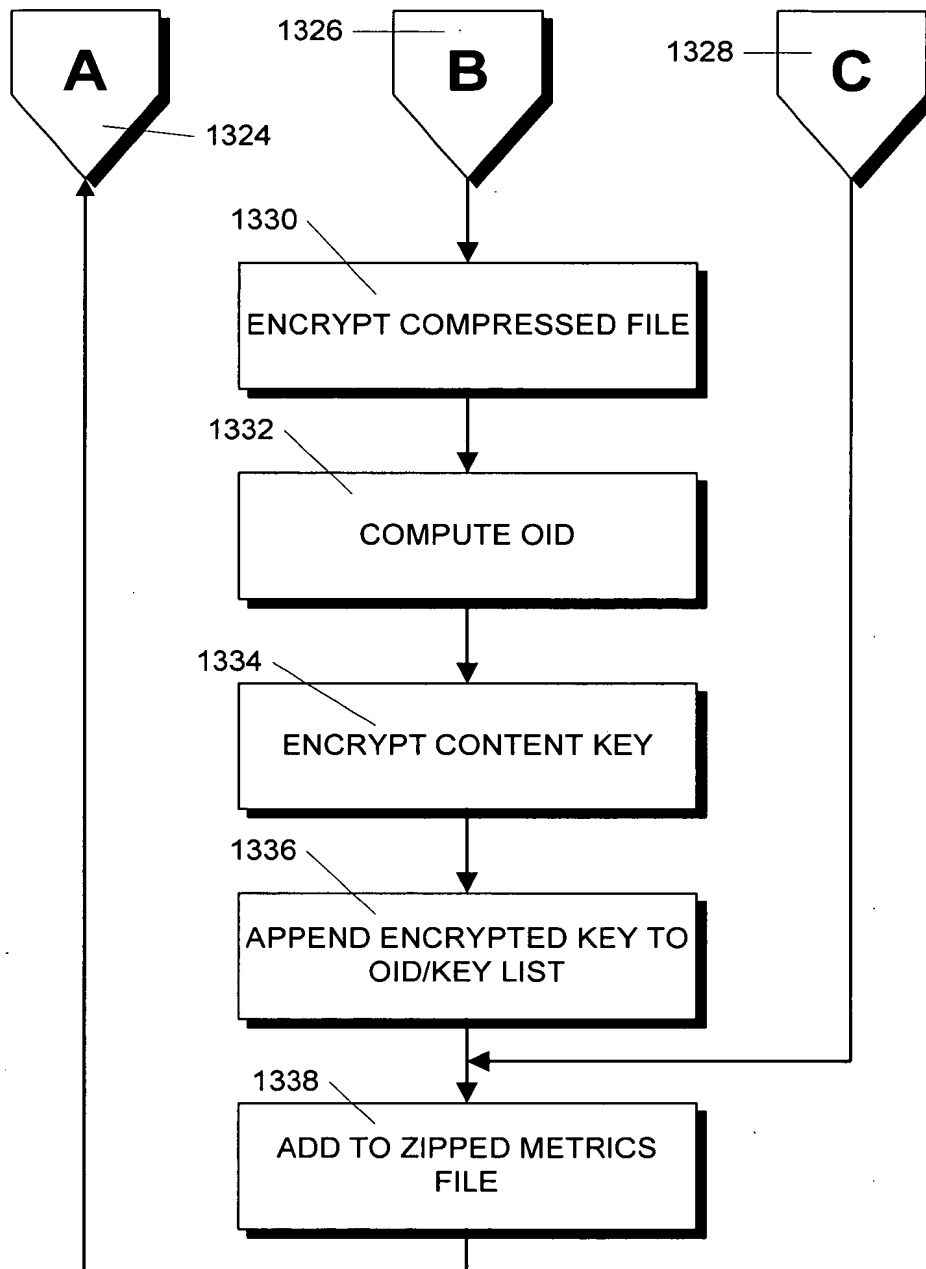 A
1324
1326
B
1328
C
1330
ENCRYPT COMPRESSED FILE
1332
COMPUTE OID
1334
ENCRYPT CONTENT KEY
1336
APPEND ENCRYPTED KEY TO
OID/KEY LIST
1338
ADD TO ZIPPED METRICS
FILE